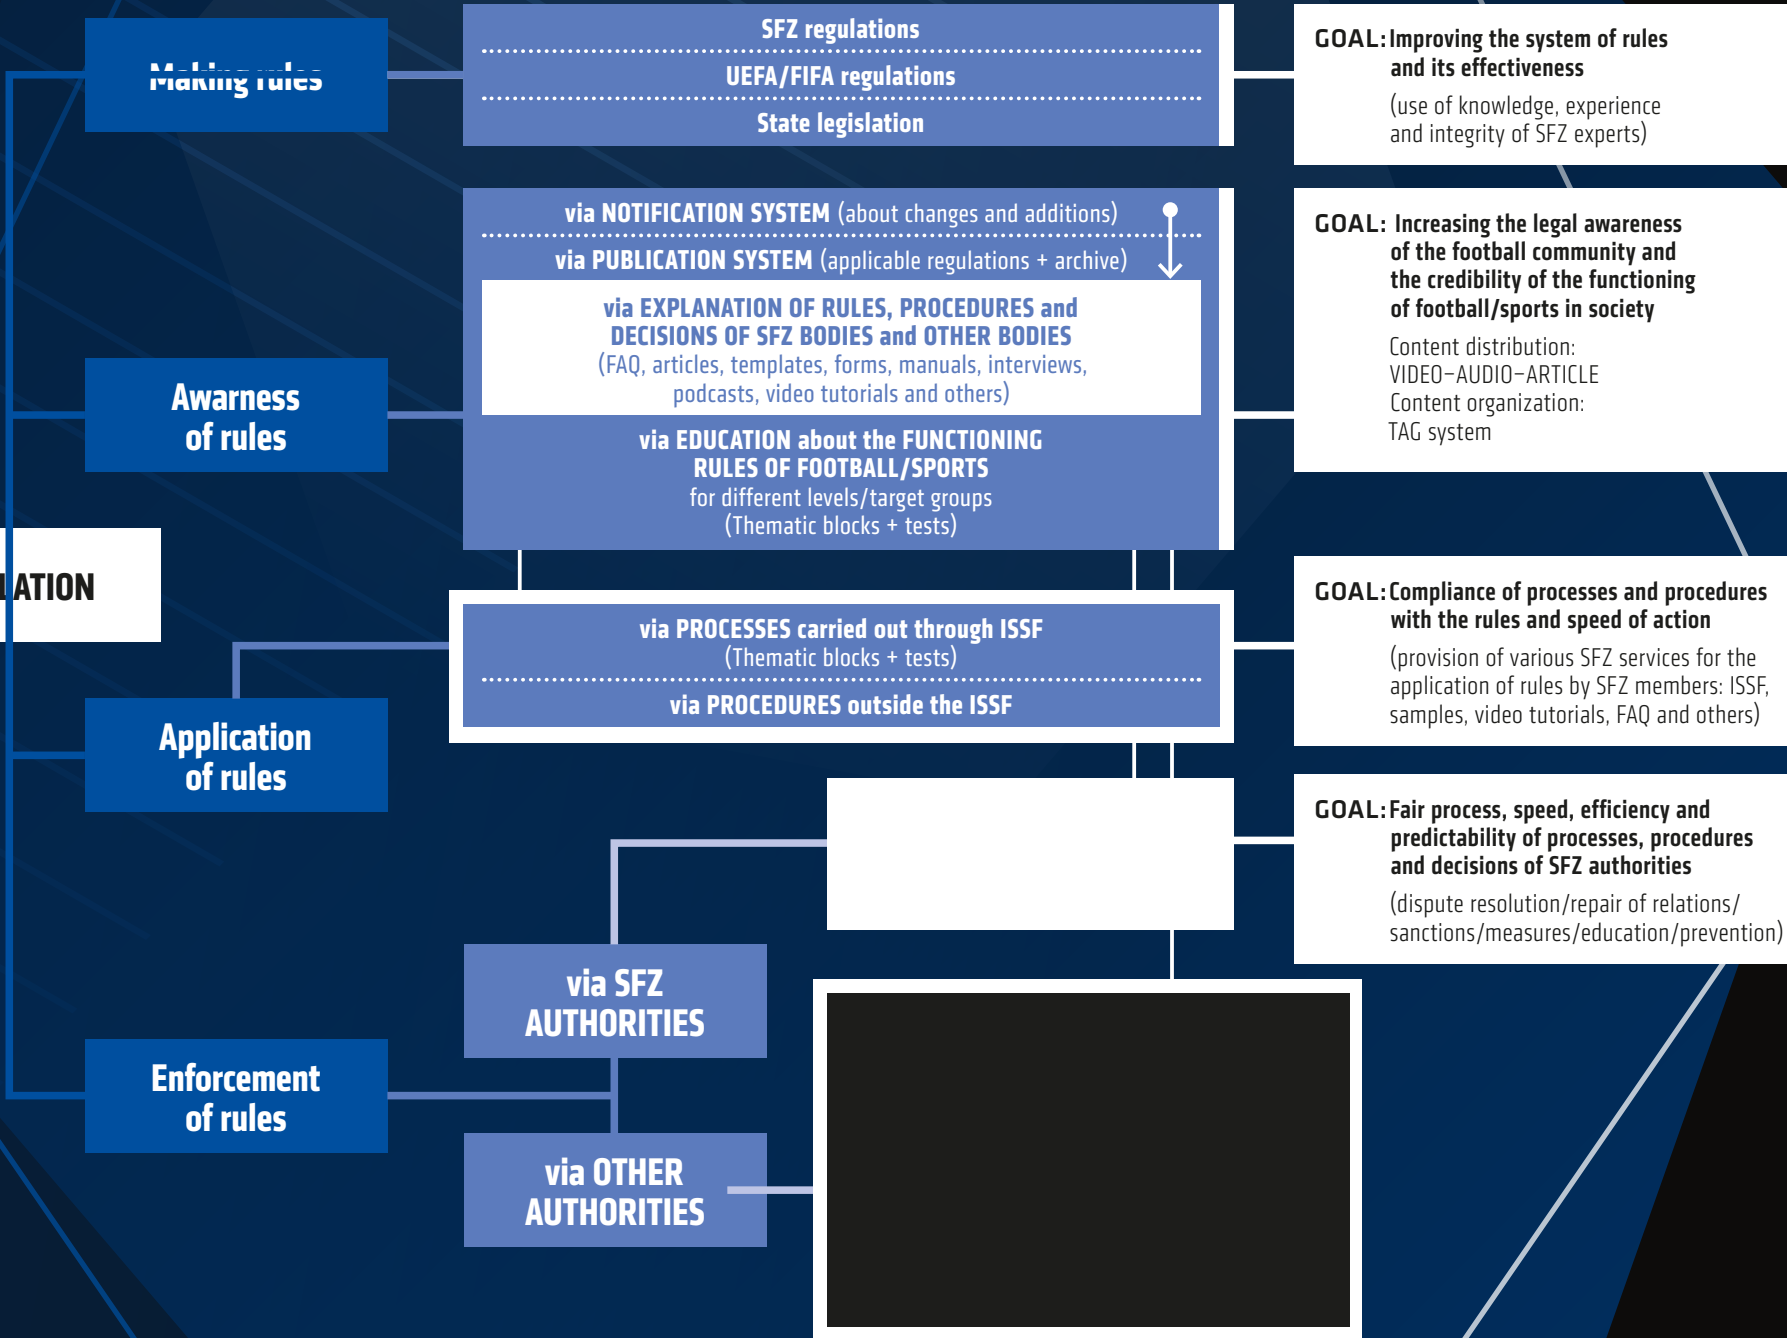 Making rules
SFZ regulations
UEFA/FIFA regulations
State legislation
GOAL: Improving the system of rules
and its effectiveness
(use of knowledge, experience
and integrity of SFZ experts)
Awarness
of rules
via NOTIFICATION SYSTEM (about changes and additions)
via PUBLICATION SYSTEM (applicable regulations + archive)
via EXPLANATION OF RULES, PROCEDURES and
DECISIONS OF SFZ BODIES and OTHER BODIES
(FAQ, articles, templates, forms, manuals, interviews,
podcasts, video tutorials and others)
via EDUCATION about the FUNCTIONING
RULES OF FOOTBALL/SPORTS
for different levels/target groups
(Thematic blocks + tests)
GOAL: Increasing the legal awareness
of the football community and
the credibility of the functioning
of football/sports in society
Content distribution:
VIDEO–AUDIO–ARTICLE
Content organization:
TAG system
LATION
Application
of rules
via PROCESSES carried out through ISSF
(Thematic blocks + tests)
via PROCEDURES outside the ISSF
GOAL: Compliance of processes and procedures
with the rules and speed of action
(provision of various SFZ services for the
application of rules by SFZ members: ISSF,
samples, video tutorials, FAQ and others)
Enforcement
of rules
via SFZ
AUTHORITIES
via OTHER
AUTHORITIES
GOAL: Fair process, speed, efficiency and
predictability of processes, procedures
and decisions of SFZ authorities
(dispute resolution/repair of relations/
sanctions/measures/education/prevention)